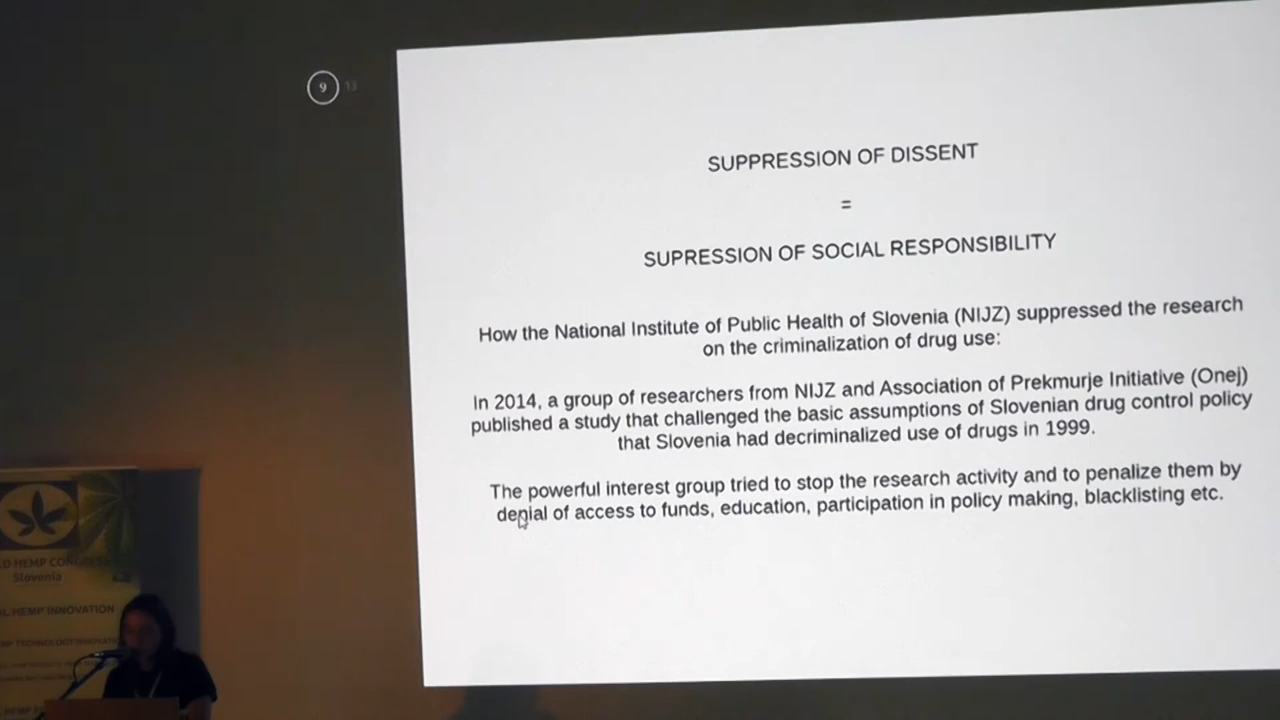 9 13
SUPPRESSION OF DISSENT
=
SUPRESSION OF SOCIAL RESPONSIBILITY
How the National Institute of Public Health of Slovenia (NIJZ) suppressed the research
on the criminalization of drug use:
In 2014, a group of researchers from NIJZ and Association of Prekmurje Initiative (Onej)
published a study that challenged the basic assumptions of Slovenian drug control policy
that Slovenia had decriminalized use of drugs in 1999.
The powerful interest group tried to stop the research activity and to penalize them by
denial of access to funds, education, participation in policy making, blacklisting etc.
D HEMP CONGRESS
Slovenia
L HEMP INNOVATION